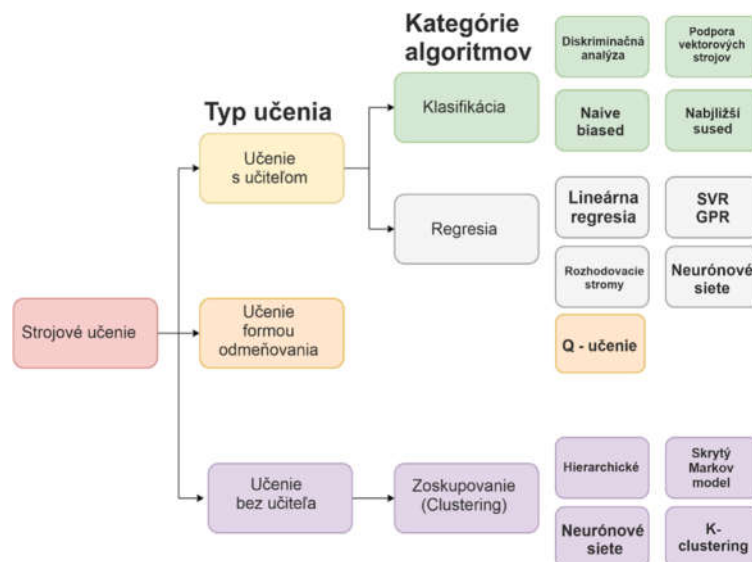 Kategórie
algoritmov
Typ učenia
Strojové učenie
Učenie
s učiteľom
Klasifikácia
Diskriminačná
analýza
Podpora
vektorových
strojov
Naive
biased
Nabjližší
sused
Regresia
Lineárna
regresia
SVR
GPR
Rozhodovacie
stromy
Neurónové
siete
Učenie
formou
odmeňovania
Q - učenie
Učenie
bez učiteľa
Zoskupovanie
(Clustering)
Hierarchické
Skrytý
Markov
model
Neurónové
siete
K-
clustering